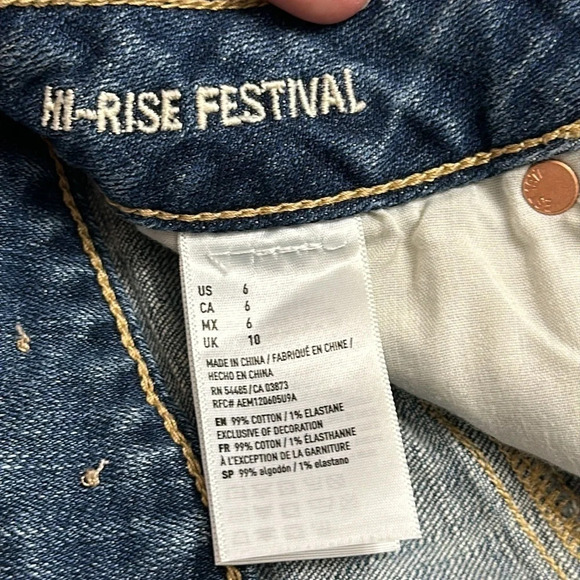 HI~RISE FESTIVAL
US 6
CA 6
MX 6
UK 10
MADE IN CHINA / FABRIQUÉ EN CHINE /
HECHO EN CHINA
RN 54485/CA 03873
RFC# AEM120605U9A
EN 99% COTTON / 1% ELASTANE
EXCLUSIVE OF DECORATION
FR 99% COTON / 1% ÉLASTHANNE
À L'EXCEPTION DE LA GARNITURE
SP 99% algodón / 1% elastano